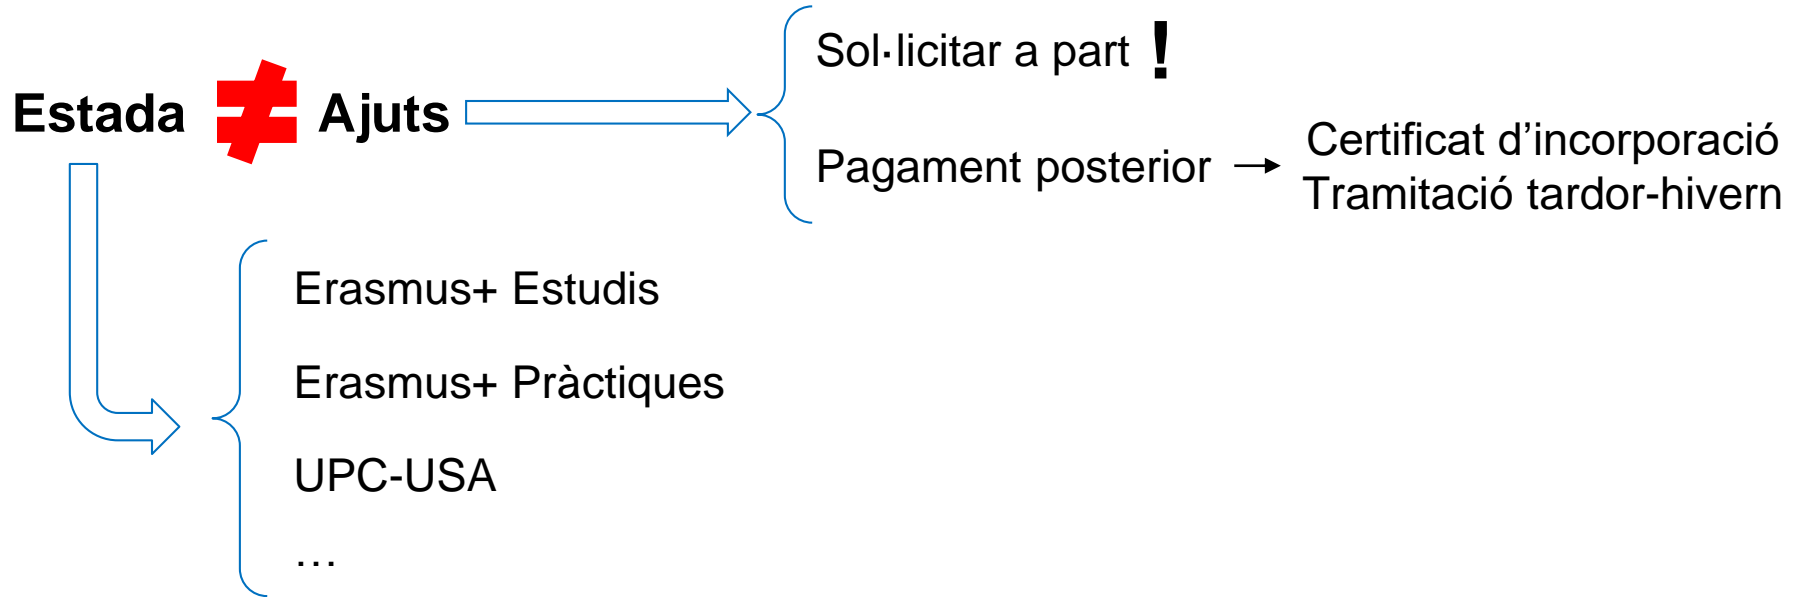 Estada ≠ Ajuts
Sol·licitar a part !
Pagament posterior → Certificat d’incorporació
Tramitació tardor-hivern
Erasmus+ Estudis
Erasmus+ Pràctiques
UPC-USA
…